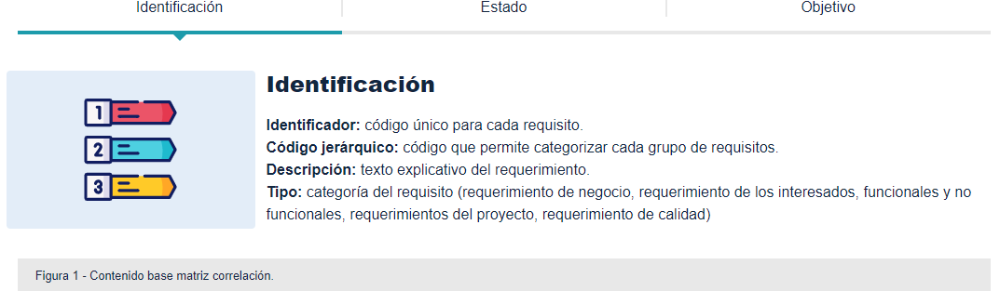 Identificación
Estado
Objetivo
1
2
3
Identificación
Identificador: código único para cada requisito.
Código jerárquico: código que permite categorizar cada grupo de requisitos.
Descripción: texto explicativo del requerimiento.
Tipo: categoría del requisito (requerimiento de negocio, requerimiento de los interesados, funcionales y no
funcionales, requerimientos del proyecto, requerimiento de calidad)
Figura 1 - Contenido base matriz correlación.